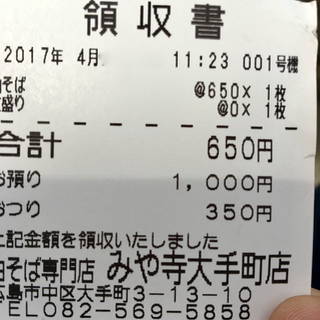 領収書
2017年 4月 11:23 001号機
そば @650× 1枚
盛り @0× 1枚
合計 650円
お預り 1,000円
おつり 350円
上記金額を領収いたしました
油そば専門店 みや寺大手町店
広島市中区大手町3-13-10
TEL082-569-5858